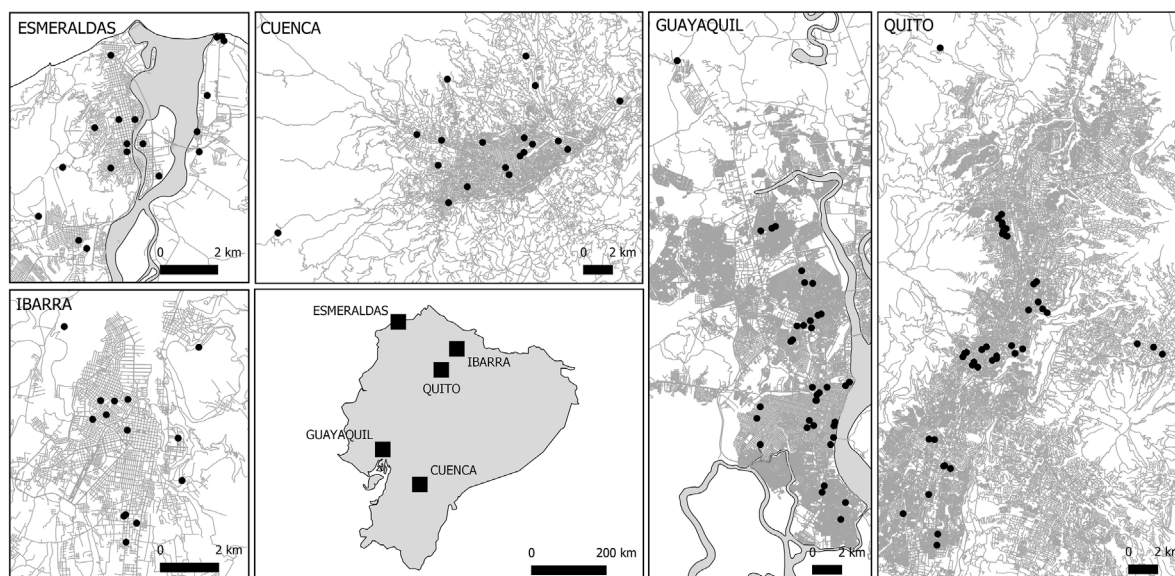 ESMERALDAS
0 2 km
CUENCA
0 2 km
GUAYAQUIL
0 2 km
QUITO
0 2 km
IBARRA
0 2 km
ESMERALDAS
IBARRA
QUITO
GUAYAQUIL
CUENCA
0 200 km